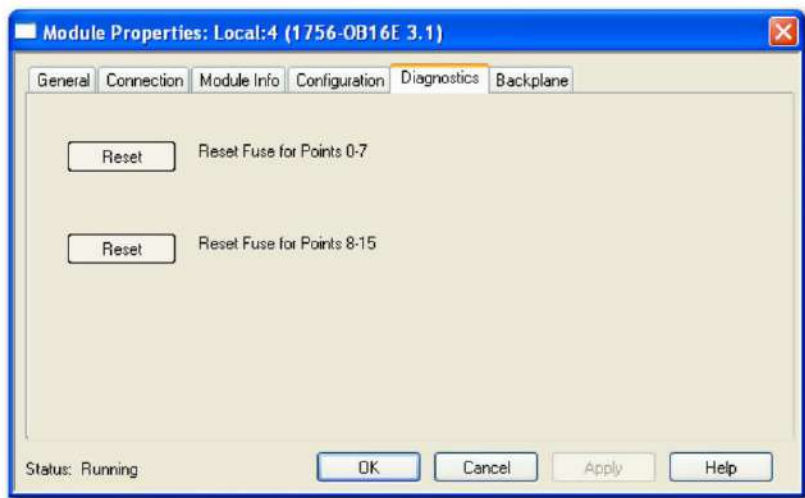 Module Properties: Local:4 (1756-OB16E 3.1)
General Connection Module Info Configuration Diagnostics Backplane
Reset Reset Fuse for Points 0-7
Reset Reset Fuse for Points 8-15
Status: Running OK Cancel Apply Help